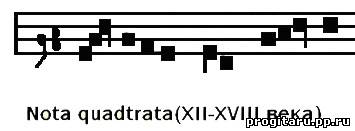 Nota quadtrata(XII-XVIII века)
progitaru.pp.ru